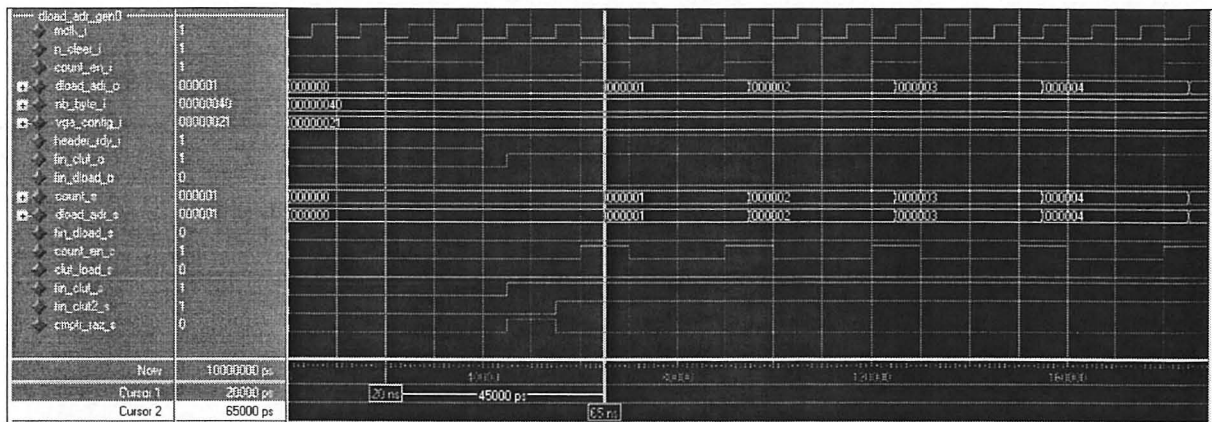 dload_adr_gen0
mclk_i 1
n_clear_i 1
count_en_i 1
dload_adr_o 000001 000000 000001 000002 000003 000004
nb_byte_i 00000040 00000040
vga_config_i 00000021 00000021
header_rdy_i 1
fin_clut_o 1
fin_dload_o 0
count_s 000001 000000 000001 000002 000003 000004
dload_adr_s 000001 000000 000001 000002 000003 000004
fin_dload_s 0
count_en_s 1
clut_load_s 0
fin_clut_s 1
fin_clut2_s 1
cmptr_raz_s 0
Now 10000000 ps
Cursor 1 20000 ps 20 ns 45000 ps
Cursor 2 65000 ps 65 ns